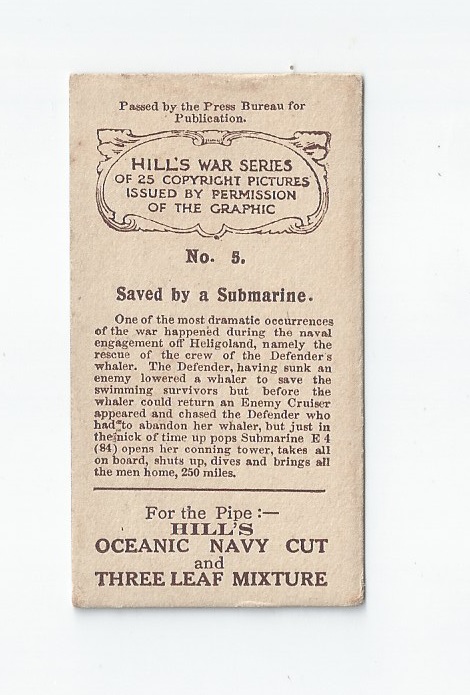 Passed by the Press Bureau for
Publication.
HILL'S WAR SERIES
OF 25 COPYRIGHT PICTURES
ISSUED BY PERMISSION
OF THE GRAPHIC
No. 5.
Saved by a Submarine.
One of the most dramatic occurrences
of the war happened during the naval
engagement off Heligoland, namely the
rescue of the crew of the Defender's
whaler. The Defender, having sunk an
enemy lowered a whaler to save the
swimming survivors but before the
whaler could return an Enemy Cruiser
appeared and chased the Defender who
had to abandon her whaler, but just in
the nick of time up pops Submarine E 4
(84) opens her conning tower, takes all
on board, shuts up, dives and brings all
the men home, 250 miles.
For the Pipe :—
HILL'S
OCEANIC NAVY CUT
and
THREE LEAF MIXTURE